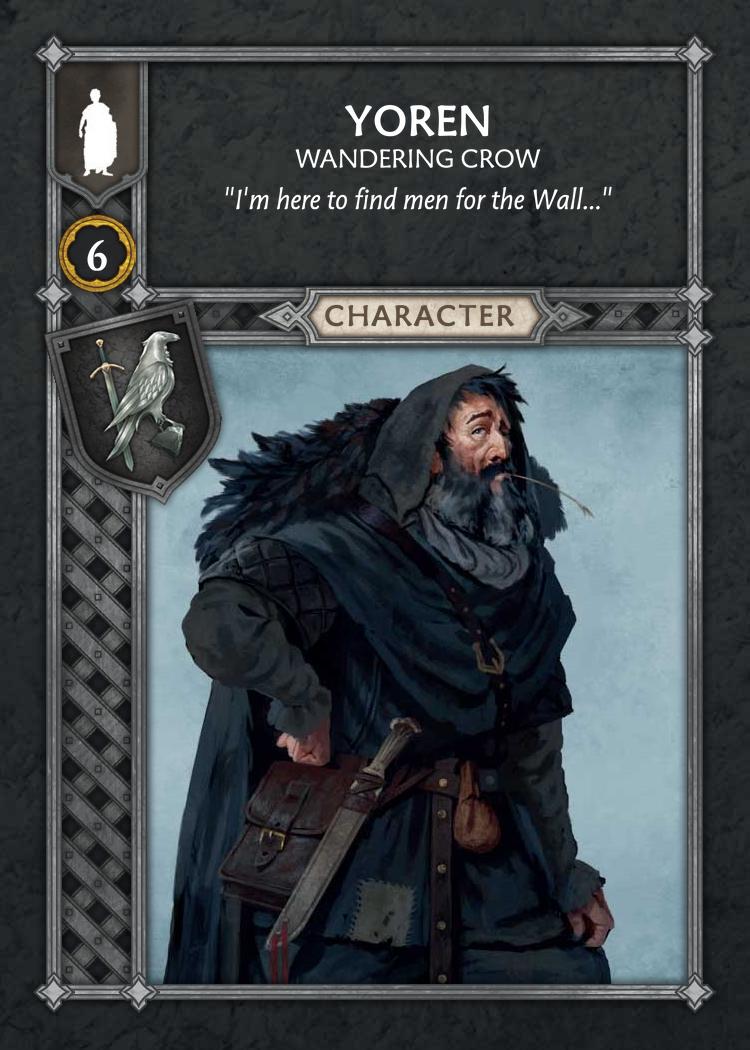 YOREN
WANDERING CROW
"I'm here to find men for the Wall..."
6
CHARACTER